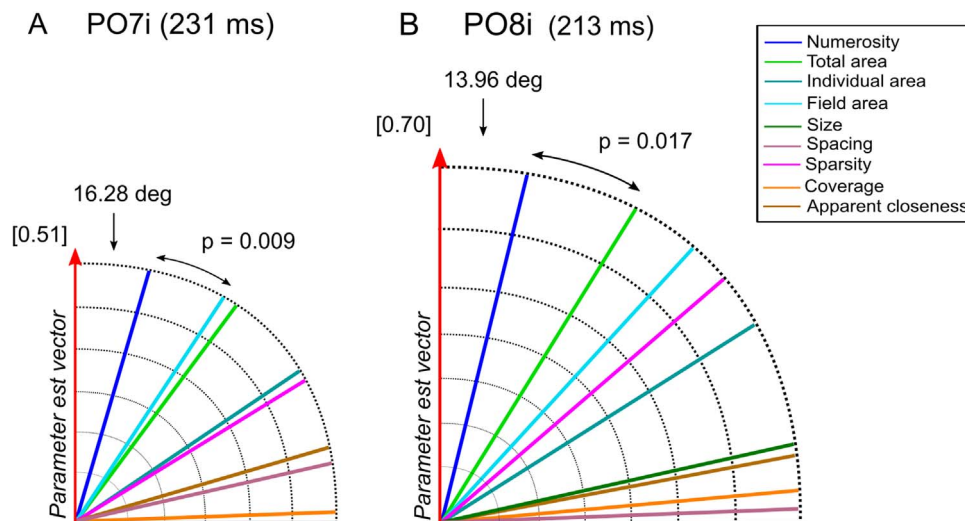 A PO7i (231 ms)
B PO8i (213 ms)
16.28 deg
[0.51]
p = 0.009
Parameter est vector
13.96 deg
[0.70]
p = 0.017
Parameter est vector
Numerosity
Total area
Individual area
Field area
Size
Spacing
Sparsity
Coverage
Apparent closeness